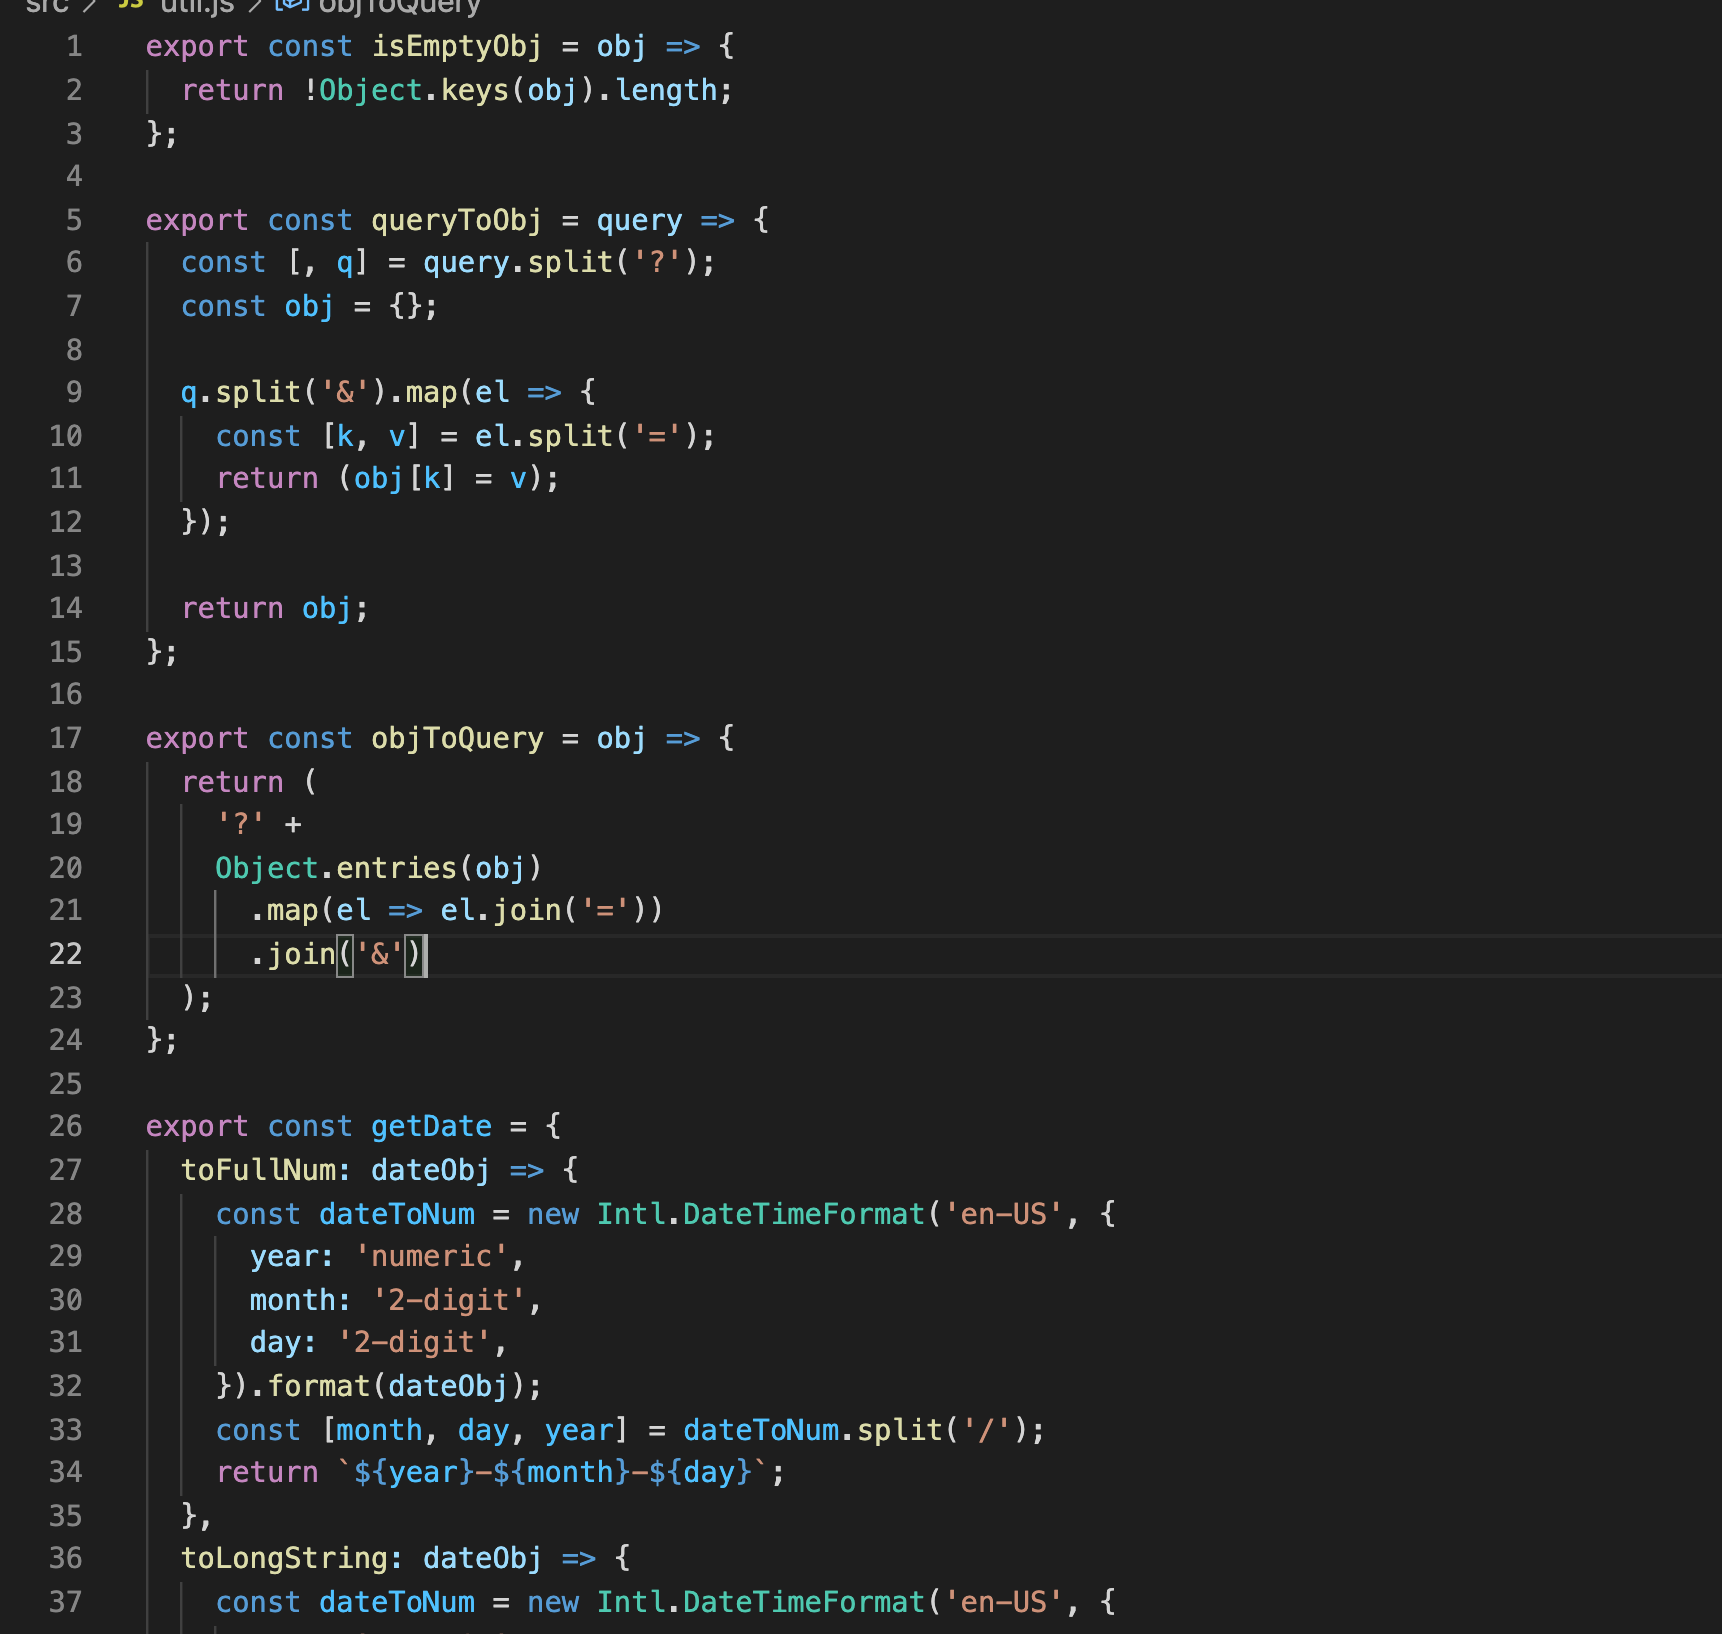 src > JS util.js > objToQuery
1 export const isEmptyObj = obj => {
2   return !Object.keys(obj).length;
3 };
4
5 export const queryToObj = query => {
6   const [, q] = query.split('?');
7   const obj = {};
8
9   q.split('&').map(el => {
10     const [k, v] = el.split('=');
11     return (obj[k] = v);
12   });
13
14   return obj;
15 };
16
17 export const objToQuery = obj => {
18   return (
19     '?' +
20     Object.entries(obj)
21       .map(el => el.join('='))
22       .join('&')
23   );
24 };
25
26 export const getDate = {
27   toFullNum: dateObj => {
28     const dateToNum = new Intl.DateTimeFormat('en-US', {
29       year: 'numeric',
30       month: '2-digit',
31       day: '2-digit',
32     }).format(dateObj);
33     const [month, day, year] = dateToNum.split('/');
34     return `${year}-${month}-${day}`;
35   },
36   toLongString: dateObj => {
37     const dateToNum = new Intl.DateTimeFormat('en-US', {